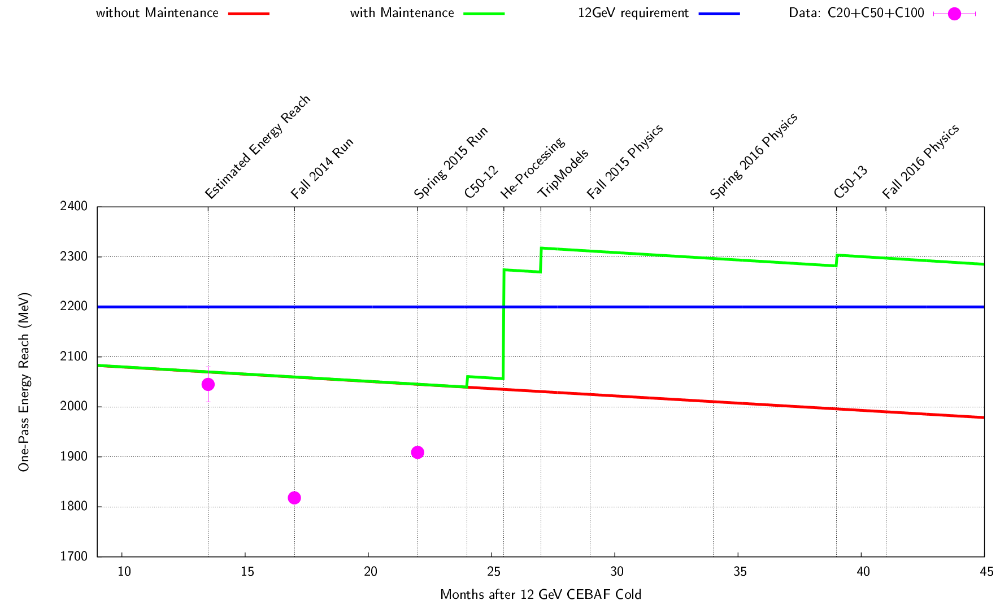 without Maintenance
with Maintenance
12GeV requirement
Data: C20+C50+C100
Estimated Energy Reach
Fall 2014 Run
Spring 2015 Run
C50-12
He-Processing
TripModels
Fall 2015 Physics
Spring 2016 Physics
C50-13
Fall 2016 Physics
2400
2300
2200
2100
2000
1900
1800
1700
One-Pass Energy Reach (MeV)
10
15
20
25
30
35
40
45
Months after 12 GeV CEBAF Cold